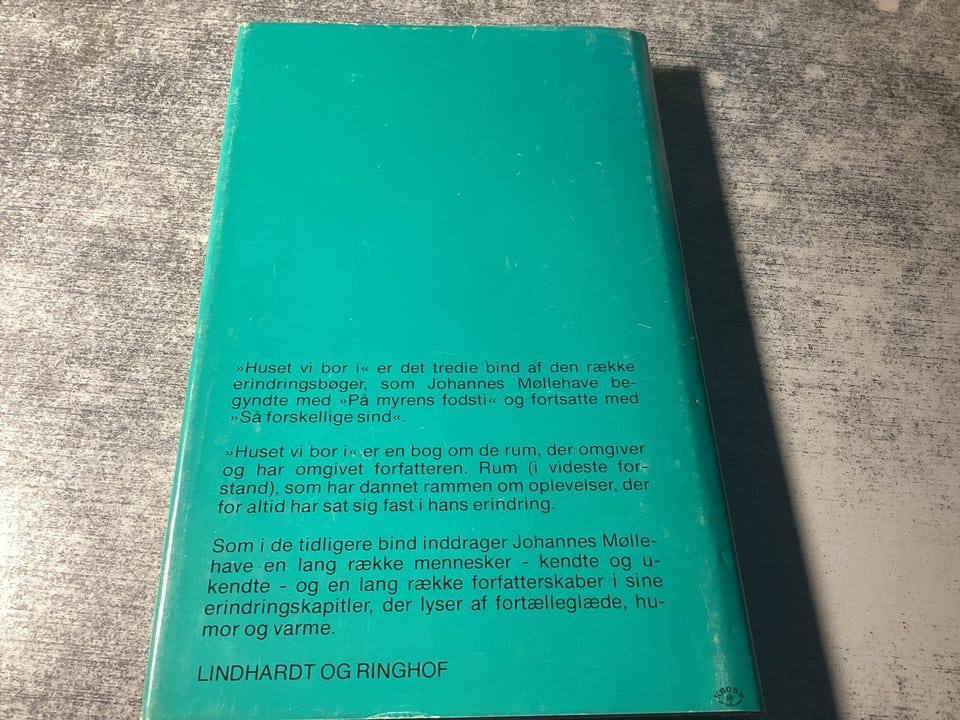 »Huset vi bor i« er det tredie bind af den række
erindringsbøger, som Johannes Møllehave be-
gyndte med »På myrens fodsti« og fortsatte med
»Så forskellige sind«.
»Huset vi bor i« er en bog om de rum, der omgiver
og har omgivet forfatteren. Rum (i videste for-
stand), som har dannet rammen om oplevelser, der
for altid har sat sig fast i hans erindring.
Som i de tidligere bind inddrager Johannes Mølle-
have en lang række mennesker - kendte og u-
kendte - og en lang række forfatterskaber i sine
erindringskapitler, der lyser af fortælleglæde, hu-
mor og varme.
LINDHARDT OG RINGHOF
KROHN